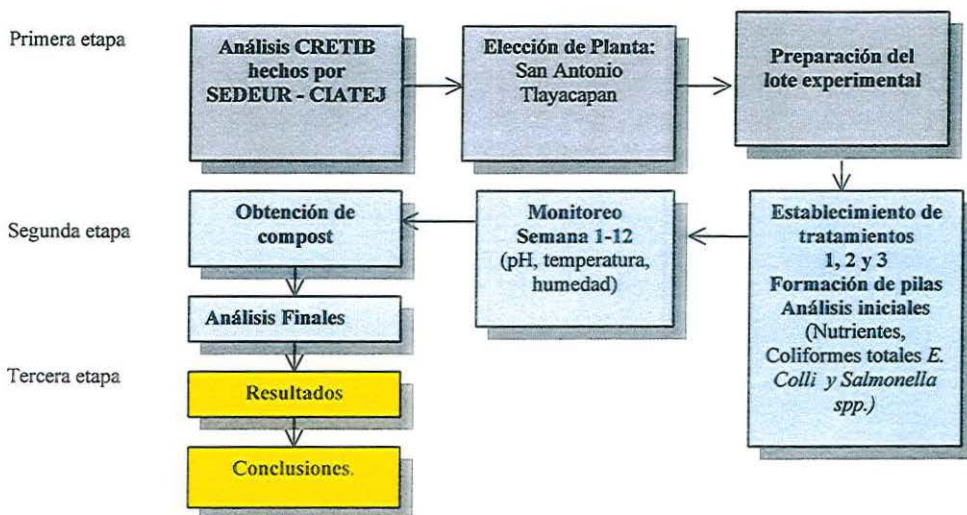 Primera etapa
Análisis CRETIB
hechos por
SEDEUR - CIATEJ
Elección de Planta:
San Antonio
Tlayacapan
Preparación del
lote experimental
Segunda etapa
Obtención de
compost
Monitoreo
Semana 1-12
(pH, temperatura,
humedad)
Establecimiento de
tratamientos
1, 2 y 3
Formación de pilas
Análisis iniciales
(Nutrientes,
Coliformes totales E.
Colli y Salmonella
spp.)
Análisis Finales
Tercera etapa
Resultados
Conclusiones.